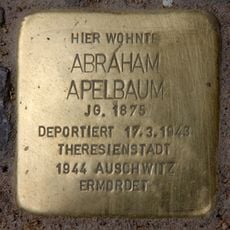 HIER WOHNTE
ABRAHAM
APELBAUM
JG. 1875
DEPORTIERT 17.3.1943
THERESIENSTADT
1944 AUSCHWITZ
ERMORDET